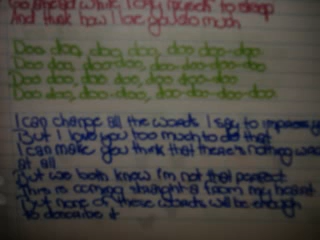 while I cry myself to sleep
And think how I love you so much
Doo doo, doo doo, doo doo-doo
Doo doo, doo-doo, doo-doo-doo-doo
Doo doo, doo doo, doo-doo-doo
Doo doo, doo-doo, doo-doo-doo-doo
I can change all the words I say to impress you
But I love you too much to do that
I can make you think that there's nothing wrong
at all
But we both know I'm not that perfect
This is coming straight from my heart
But none of these words will be enough
to describe it